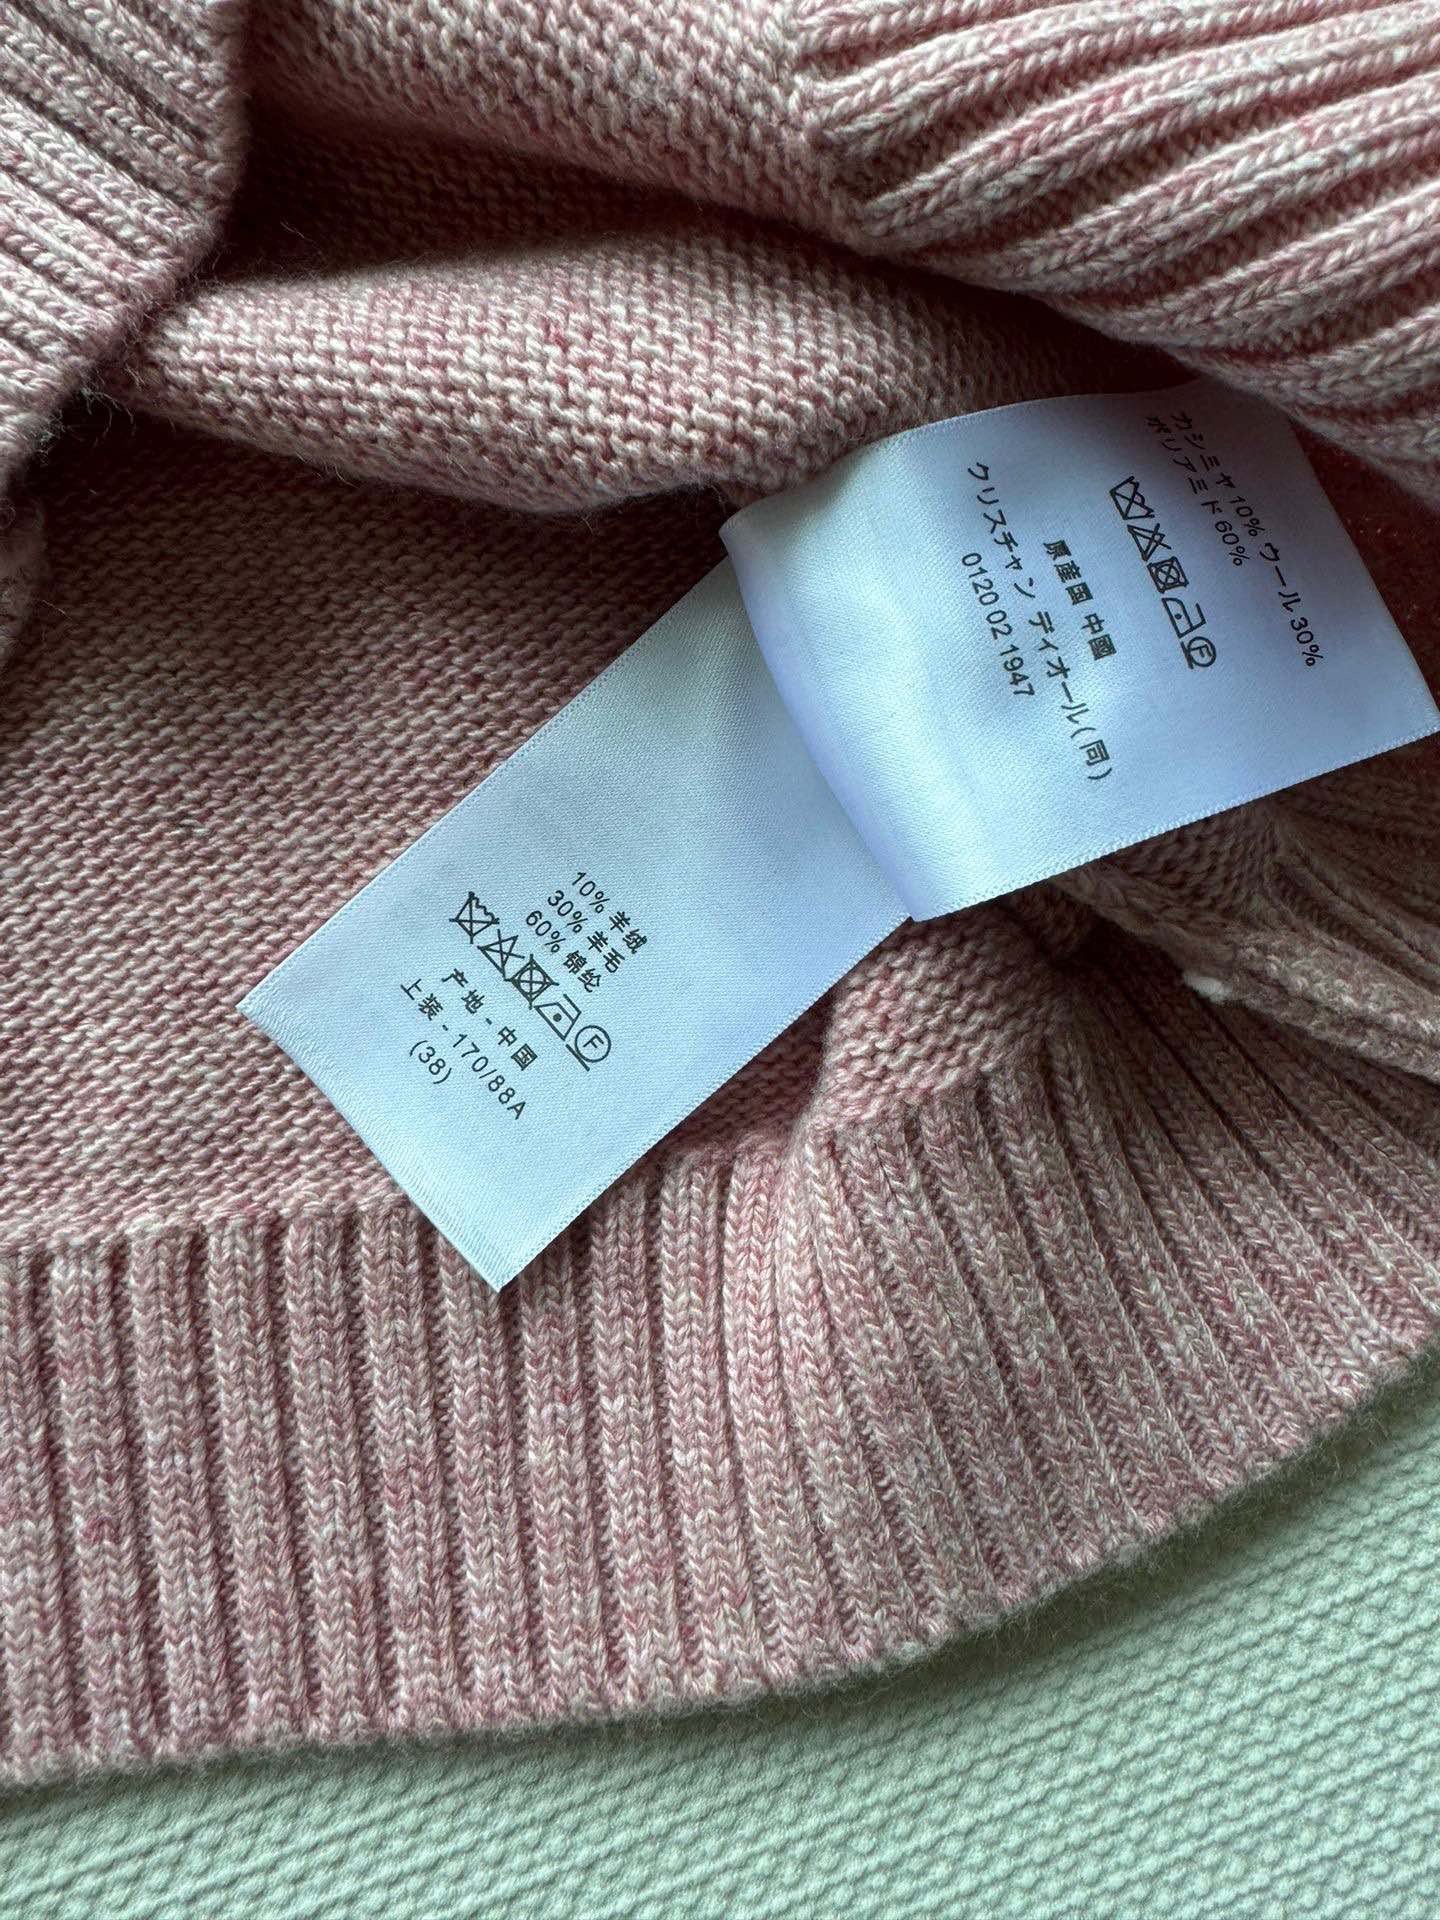 カシミヤ 10% ウール 30%
ポリアミド 60%
原産国 中國
クリスチャン ディオール(同)
0120 02 1947
10% 羊绒
30% 羊毛
60% 锦纶
F
产地 - 中国
上装 - 170/88A
(38)